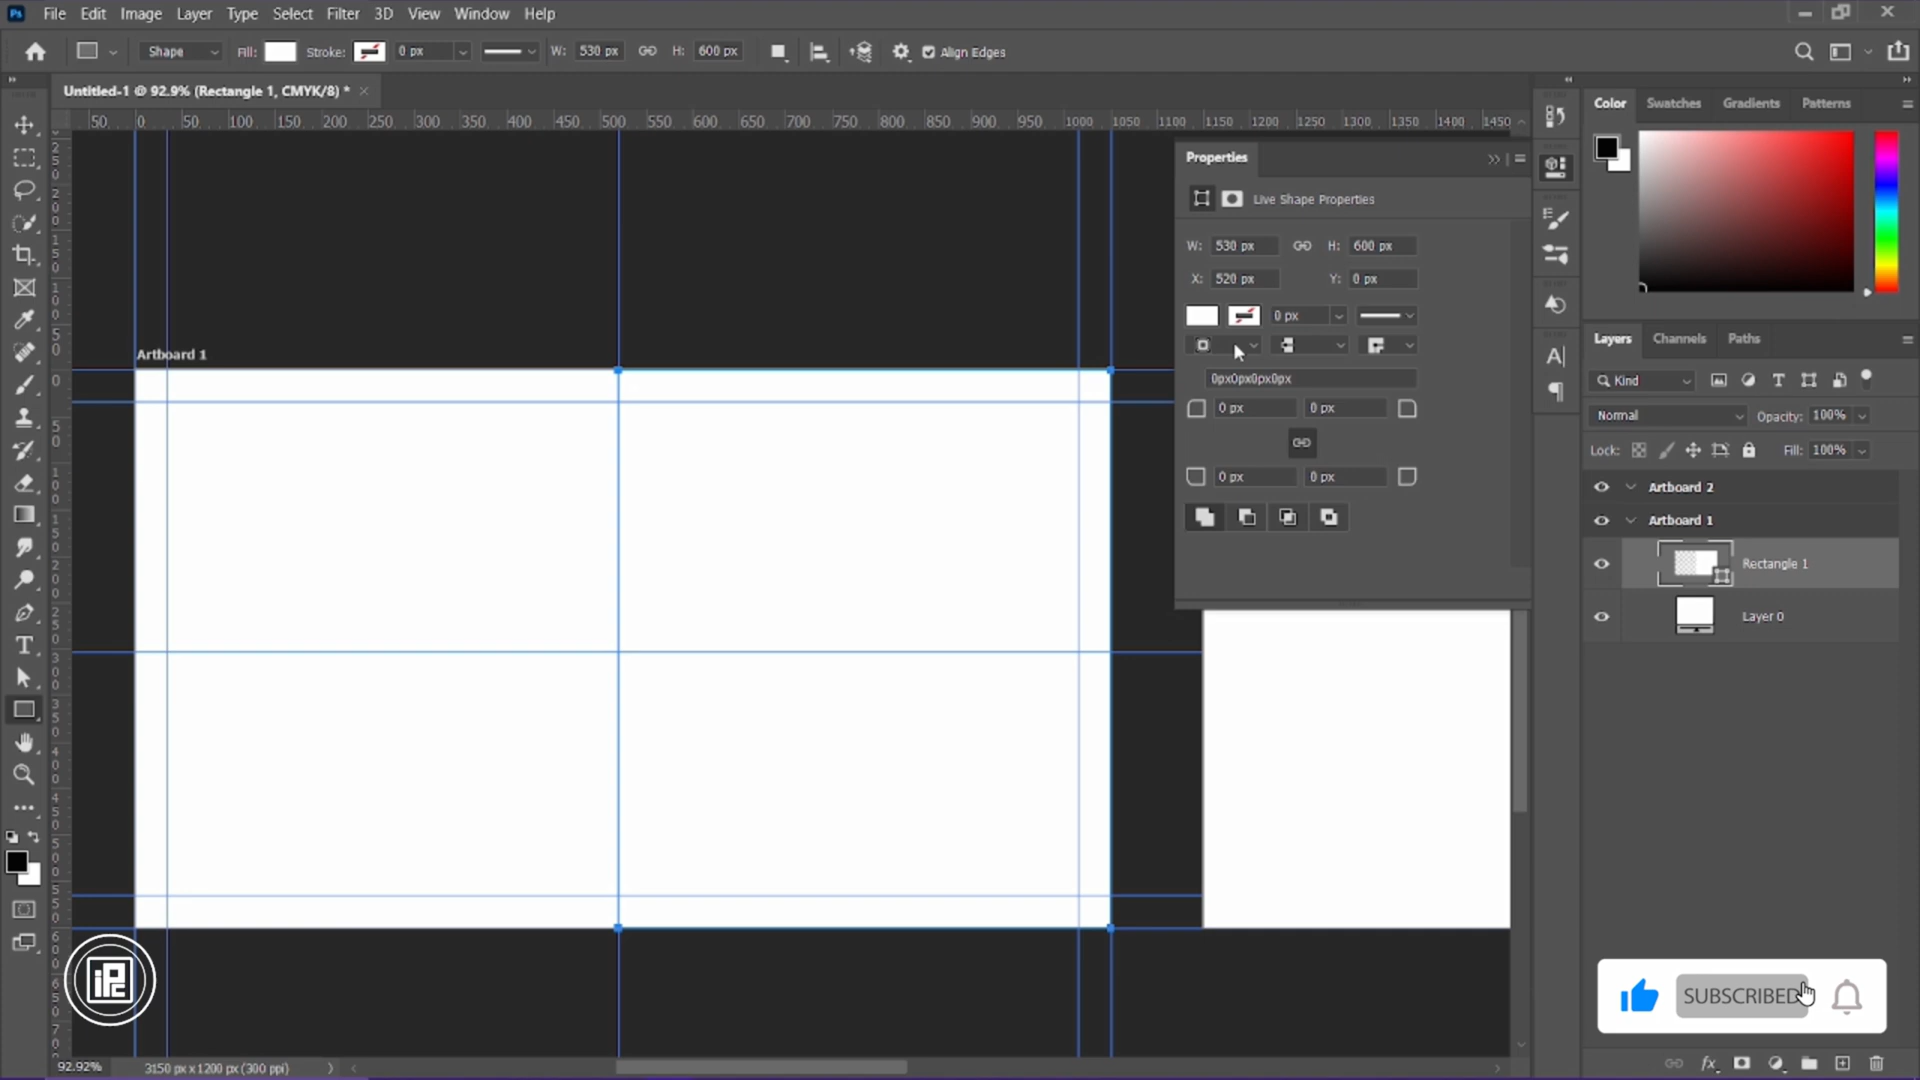 Ps File Edit Image Layer Type Select Filter 3D View Window Help
Shape Fill: Stroke: 0 px W: 530 px H: 600 px Align Edges
Untitled-1 @ 92.9% (Rectangle 1, CMYK/8) * ×
50 0 50 100 150 200 250 300 350 400 450 500 550 600 650 700 750 800 850 900 950 1000 1050 1100 1150 1200 1250 1300 1350 1400 1450
Artboard 1
Properties
Live Shape Properties
W: 530 px H: 600 px
X: 520 px Y: 0 px
0 px
0px0px0px0px
0 px 0 px
0 px 0 px
Color Swatches Gradients Patterns
Layers Channels Paths
Kind
Normal Opacity: 100%
Lock: Fill: 100%
Artboard 2
Artboard 1
Rectangle 1
Layer 0
iPC
SUBSCRIBED
92.92% 3150 px x 1200 px (300 ppi)